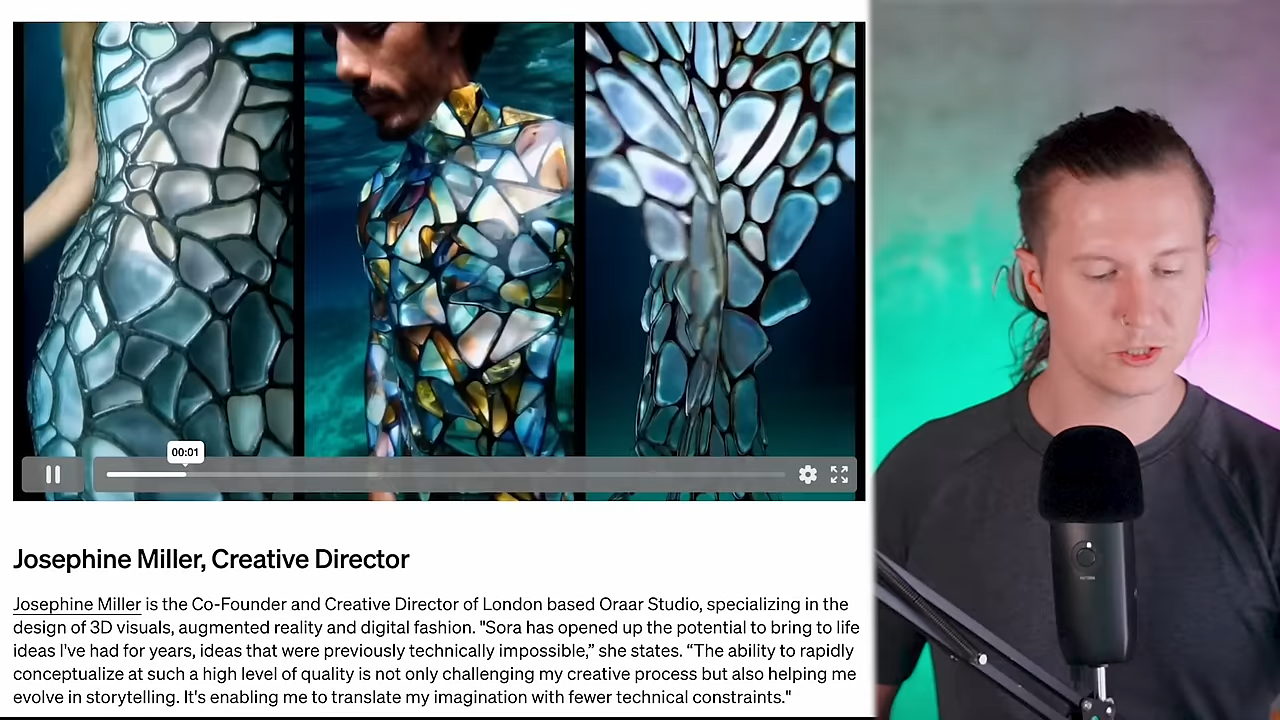 00:01
Josephine Miller, Creative Director
Josephine Miller is the Co-Founder and Creative Director of London based Oraar Studio, specializing in the
design of 3D visuals, augmented reality and digital fashion. "Sora has opened up the potential to bring to life
ideas I've had for years, ideas that were previously technically impossible,” she states. “The ability to rapidly
conceptualize at such a high level of quality is not only challenging my creative process but also helping me
evolve in storytelling. It's enabling me to translate my imagination with fewer technical constraints."